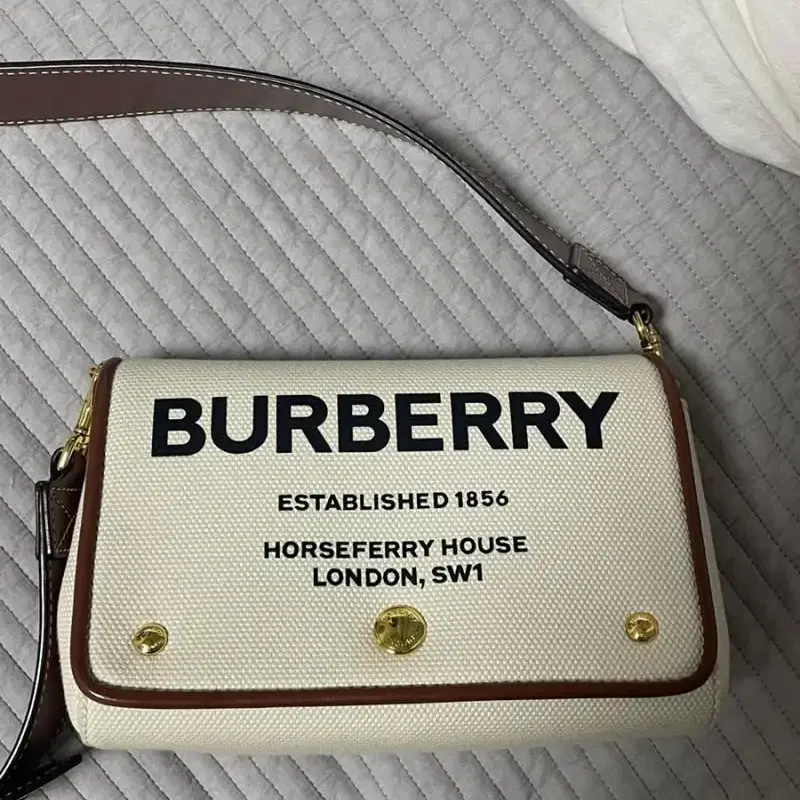 BURBERRY
ESTABLISHED 1856
HORSEFERRY HOUSE
LONDON, SW1